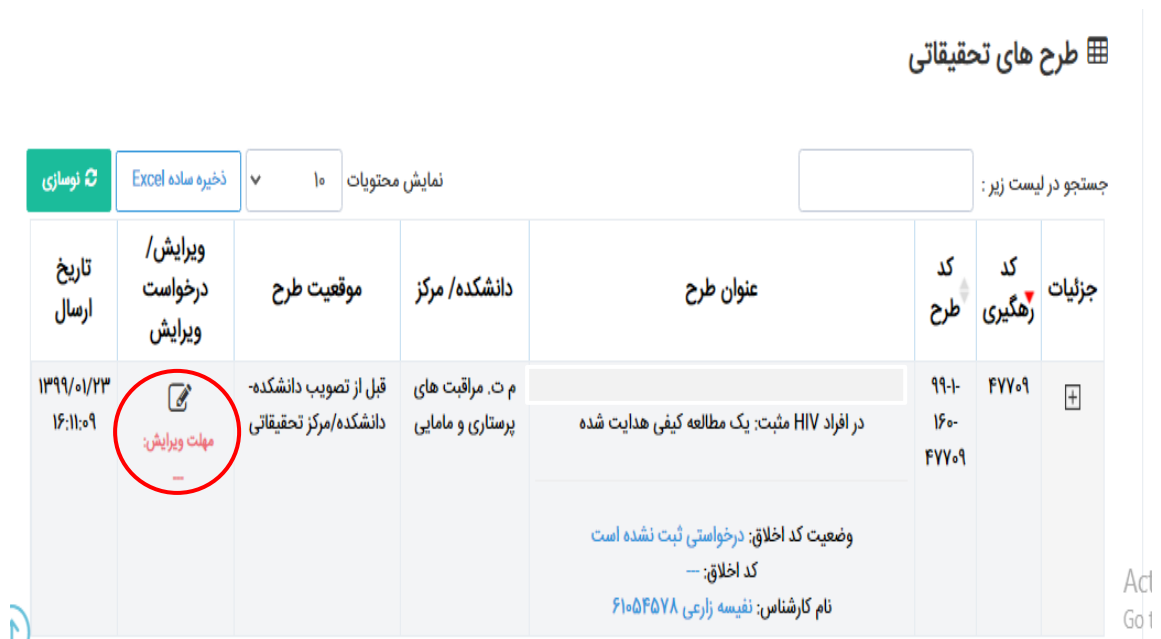 طرح های تحقیقاتی
جستجو در لیست زیر :
نمایش محتویات ۱۰
ذخیره ساده Excel
نوسازی
جزئیات
کد رهگیری
کد طرح
عنوان طرح
دانشکده/ مرکز
موقعیت طرح
ویرایش/
درخواست
ویرایش
تاریخ
ارسال
۴۷۷۰۹
۹۹-۱-
۱۶۰-
۴۷۷۰۹
در افراد HIV مثبت: یک مطالعه کیفی هدایت شده
وضعیت کد اخلاق: درخواستی ثبت نشده است
کد اخلاق: ---
نام کارشناس: نفیسه زارعی ۶۱۰۵۴۵۷۸
م ت. مراقبت های
پرستاری و مامایی
قبل از تصویب دانشکده-
دانشکده/مرکز تحقیقاتی
مهلت ویرایش:
---
۱۳۹۹/۰۱/۲۳
۱۶:۱۱:۰۹
Act
Go t